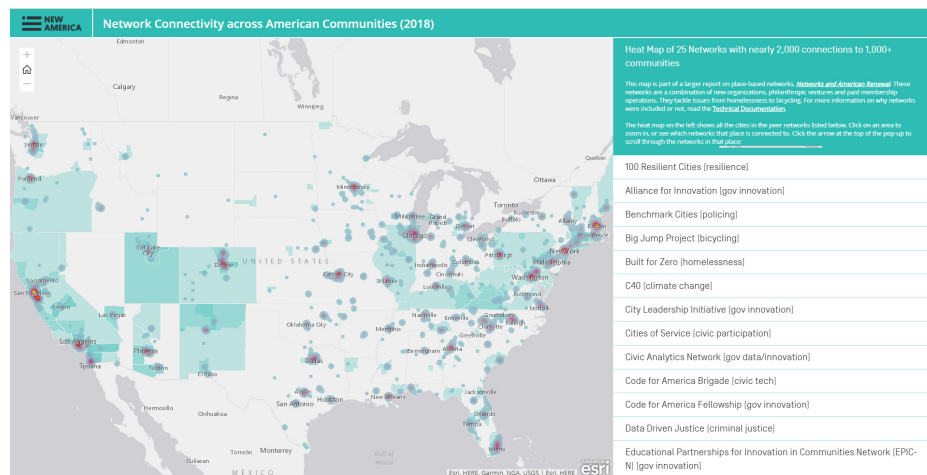 NEW
AMERICA
Network Connectivity across American Communities (2018)
Heat Map of 25 Networks with nearly 2,000 connections to 1,000+
communities
This map is part of a larger report on place-based networks, Networks and American Renewal. These
networks are a combination of new organizations, philanthropic ventures and paid membership
operations. They tackle issues from homelessness to bicycling. For more information on why networks
were included or not, read the Technical Documentation.
The heat map on the left shows all the cities in the peer networks listed below. Click on an area to
zoom in, or see which networks that place is connected to. Click the arrow at the top of the pop-up to
scroll through the networks in that place:
100 Resilient Cities (resilience)
Alliance for Innovation (gov innovation)
Benchmark Cities (policing)
Big Jump Project (bicycling)
Built for Zero (homelessness)
C40 (climate change)
City Leadership Initiative (gov innovation)
Cities of Service (civic participation)
Civic Analytics Network (gov data/innovation)
Code for America Brigade (civic tech)
Code for America Fellowship (gov innovation)
Data Driven Justice (criminal justice)
Educational Partnerships for Innovation in Communities Network (EPIC-
N) (gov innovation)
Edmonton
Calgary
Regina
Winnipeg
Vancouver
Seattle
Quebec
Ottawa
Portland
Minneapolis
Toronto
Rochester
Buffalo
Albany
Boston
Providence
Milwaukee
Grand
Rapids
Detroit
Chicago
Cleveland
New York
Salt Lake
City
UNITED STATES
Pittsburgh
Philadelphia
Denver
Indianapolis
Columbus
Sacramento
Kansas City
Cincinnati
Washington
San Francisco
St Louis
Louisville
Richmond
Fresno
Las Vegas
Norfolk
Nashville
Knoxville
Greensboro
Raleigh
Oklahoma City
Memphis
Charlotte
Greenville
Los Angeles
Phoenix
Birmingham
Atlanta
Tijuana
Tucson
El Paso
Dallas
Austin
Houston
San Antonio
New Orleans
Jacksonville
Hermosillo
Chihuahua
Orlando
Tampa
Torreón
Monterrey
Miami
Culiacan
Gulf of
Mexico
MÉXICO
Esri, HERE, Garmin, NGA, USGS | Esri, HERE
POWERED BY
esri